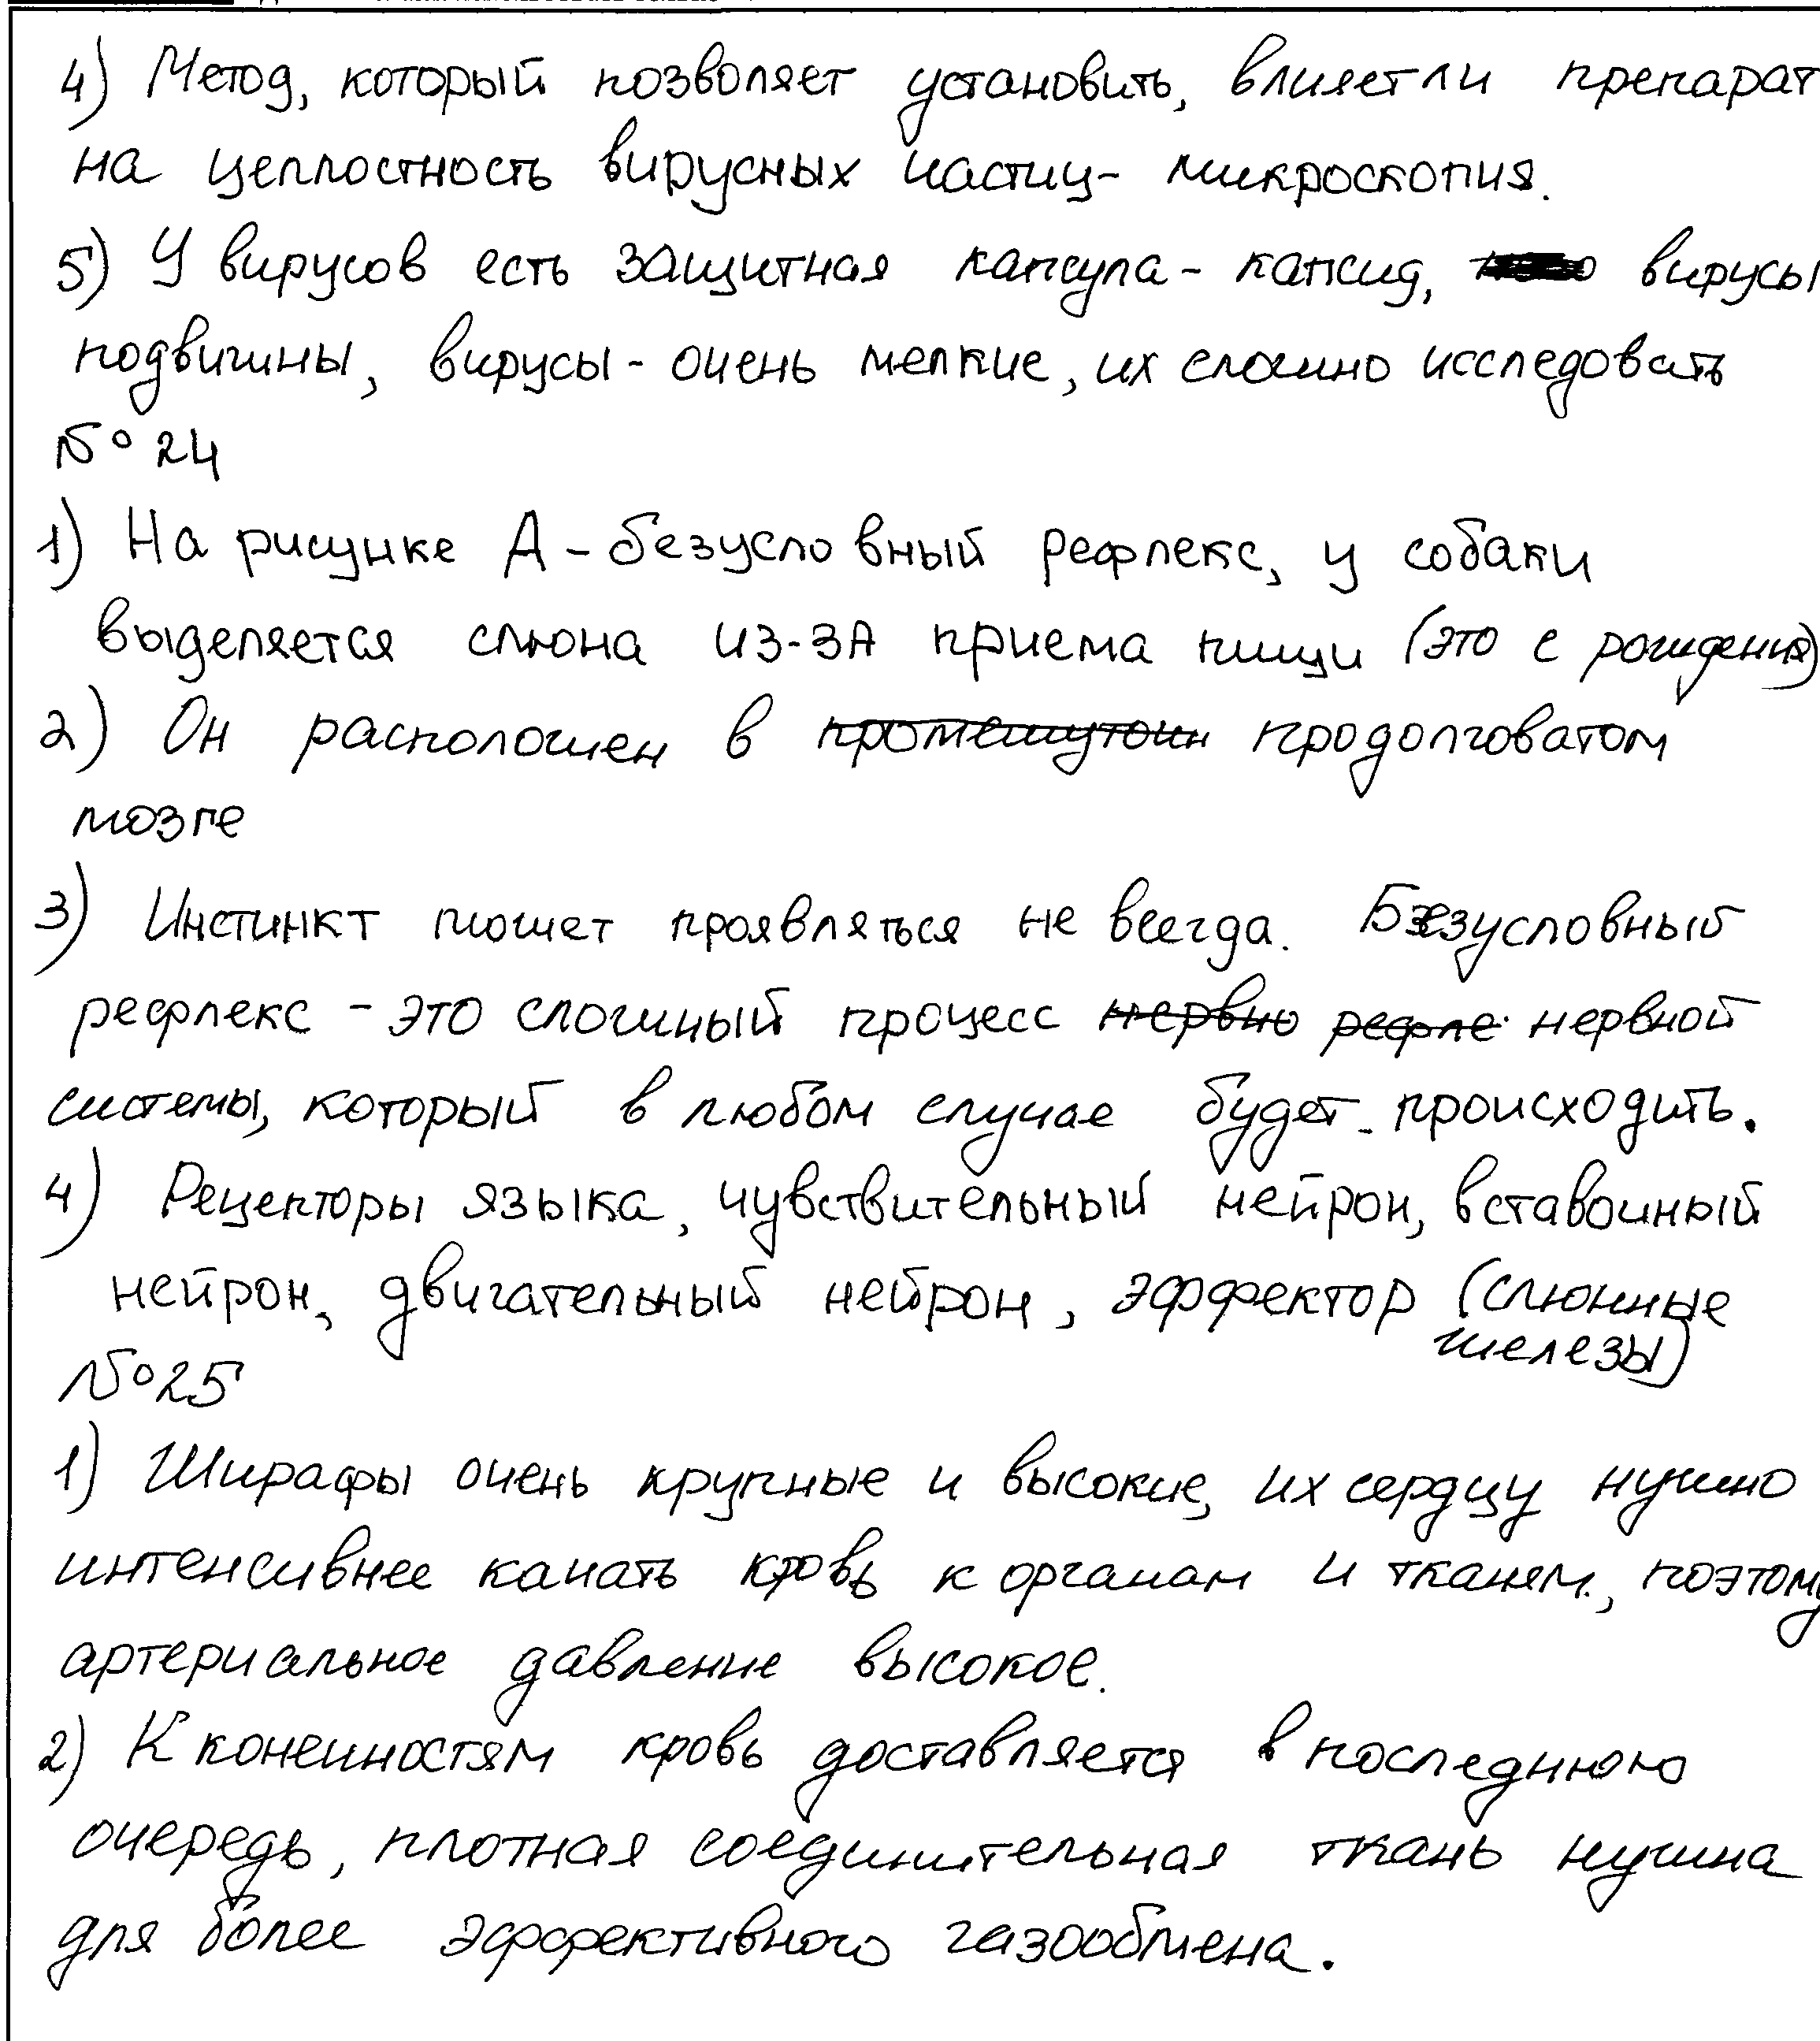 4) Метод, который позволяет установить, влияет ли препарат
на целлостность вирусных частиц- микроскопия.
5) У вирусов есть защитная капсула - капсид, вирусы
подвижны, вирусы - очень мелкие, их сложно исследовать
№ 24
1) На рисунке А - безусловный рефлекс, у собаки
выделяется слюна из-за приема пищи (это с рождения)
2) Он расположен в промежуточн продолговатом
мозге
3) Инстинкт может проявляться не всегда. Безусловный
рефлекс - это сложный процесс нервно рефле нервной
системы, который в любом случае будет происходить.
4) Рецепторы языка, чувствительный нейрон, вставочный
нейрон, двигательный нейрон, эффектор (слюнные
железы)
№ 25
1) Жирафы очень крупные и высокие, их сердцу нужно
интенсивнее качать кровь к органам и тканям, поэтому
артериальное давление высокое.
2) К конечностям кровь доставляется в последнюю
очередь, плотная соединительная ткань нужна
для более эффективного газообмена.